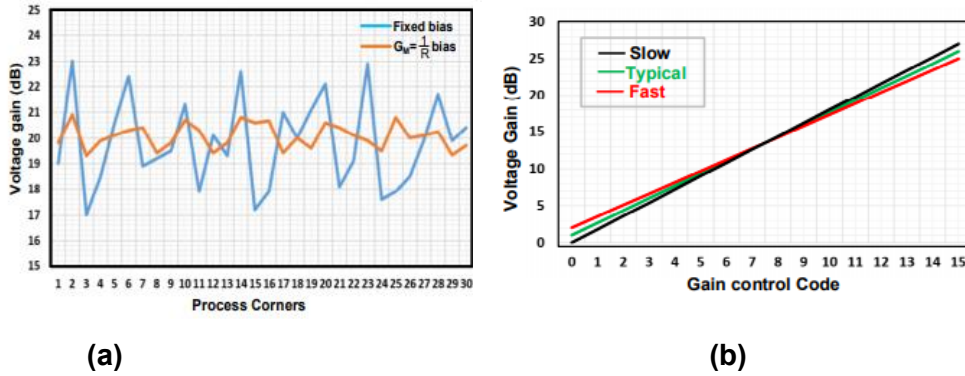 25
24
23
22
21
20
19
18
17
16
15
Voltage gain (dB)
Fixed bias
G_M = 1/R bias
1 2 3 4 5 6 7 8 9 10 11 12 13 14 15 16 17 18 19 20 21 22 23 24 25 26 27 28 29 30
Process Corners
(a)
30
25
20
15
10
5
0
Voltage Gain (dB)
Slow
Typical
Fast
0 1 2 3 4 5 6 7 8 9 10 11 12 13 14 15
Gain control Code
(b)